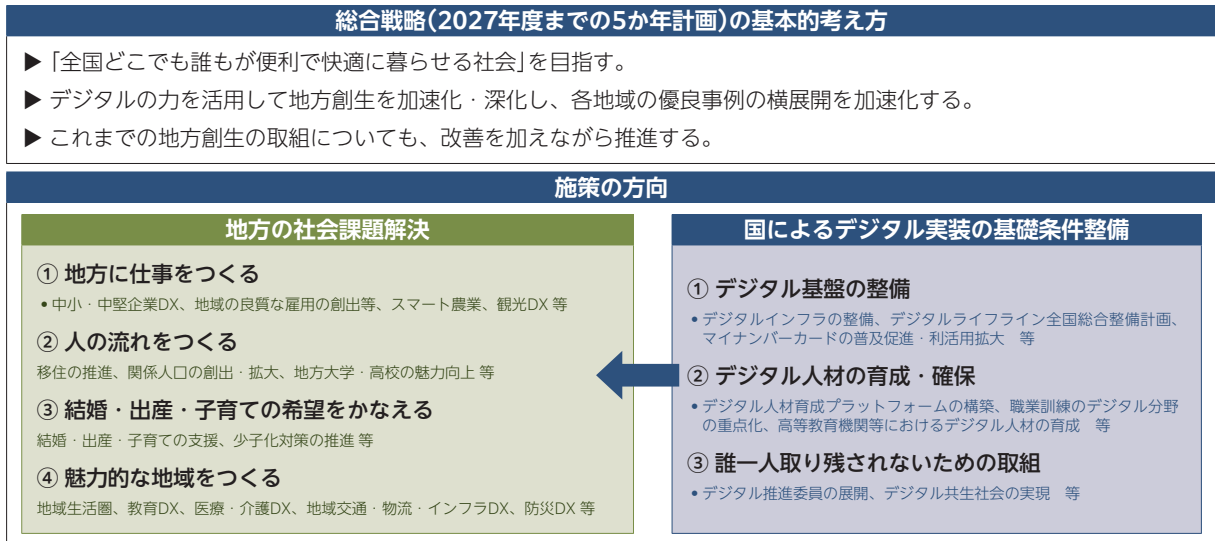 総合戦略(2027年度までの5か年計画)の基本的考え方
▶「全国どこでも誰もが便利で快適に暮らせる社会」を目指す。
▶ デジタルの力を活用して地方創生を加速化・深化し、各地域の優良事例の横展開を加速化する。
▶ これまでの地方創生の取組についても、改善を加えながら推進する。
施策の方向
地方の社会課題解決
① 地方に仕事をつくる
•中小・中堅企業DX、地域の良質な雇用の創出等、スマート農業、観光DX 等
② 人の流れをつくる
移住の推進、関係人口の創出・拡大、地方大学・高校の魅力向上 等
③ 結婚・出産・子育ての希望をかなえる
結婚・出産・子育ての支援、少子化対策の推進 等
④ 魅力的な地域をつくる
地域生活圏、教育DX、医療・介護DX、地域交通・物流・インフラDX、防災DX 等
国によるデジタル実装の基礎条件整備
① デジタル基盤の整備
•デジタルインフラの整備、デジタルライフライン全国総合整備計画、
マイナンバーカードの普及促進・利活用拡大 等
② デジタル人材の育成・確保
•デジタル人材育成プラットフォームの構築、職業訓練のデジタル分野
の重点化、高等教育機関等におけるデジタル人材の育成 等
③ 誰一人取り残されないための取組
•デジタル推進委員の展開、デジタル共生社会の実現 等